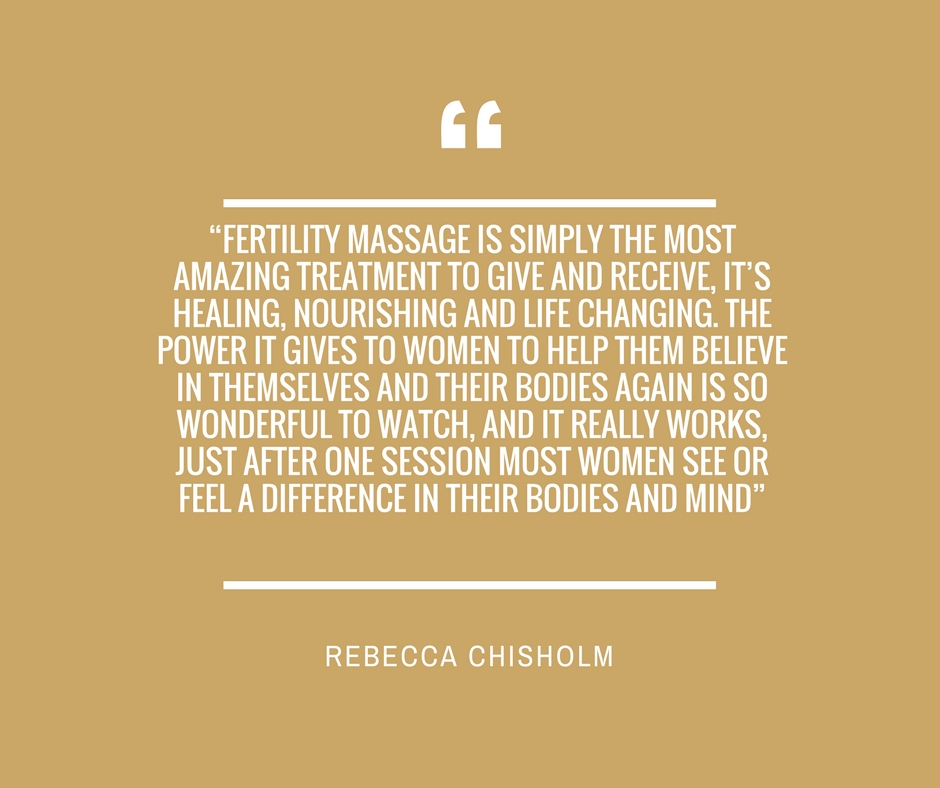 “
“FERTILITY MASSAGE IS SIMPLY THE MOST
AMAZING TREATMENT TO GIVE AND RECEIVE, IT’S
HEALING, NOURISHING AND LIFE CHANGING. THE
POWER IT GIVES TO WOMEN TO HELP THEM BELIEVE
IN THEMSELVES AND THEIR BODIES AGAIN IS SO
WONDERFUL TO WATCH, AND IT REALLY WORKS,
JUST AFTER ONE SESSION MOST WOMEN SEE OR
FEEL A DIFFERENCE IN THEIR BODIES AND MIND”
REBECCA CHISHOLM